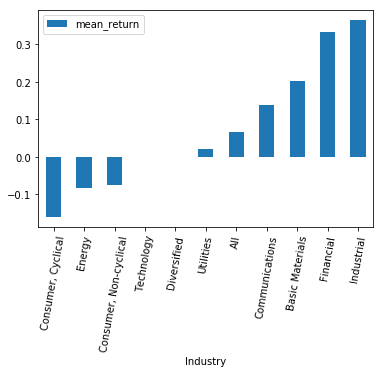 mean_return
0.3
0.2
0.1
0.0
−0.1
Consumer, Cyclical
Energy
Consumer, Non-cyclical
Technology
Diversified
Utilities
All
Communications
Basic Materials
Financial
Industrial
Industry